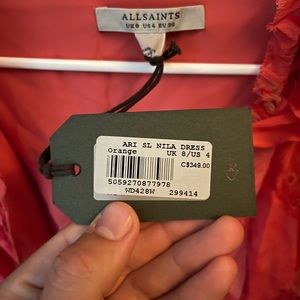 ALLSAINTS
UK8 US4 EU36
ARI SL NILA DRESS
Orange UK 8/US 4
C$349.00
5059270877978
WD428W 299414